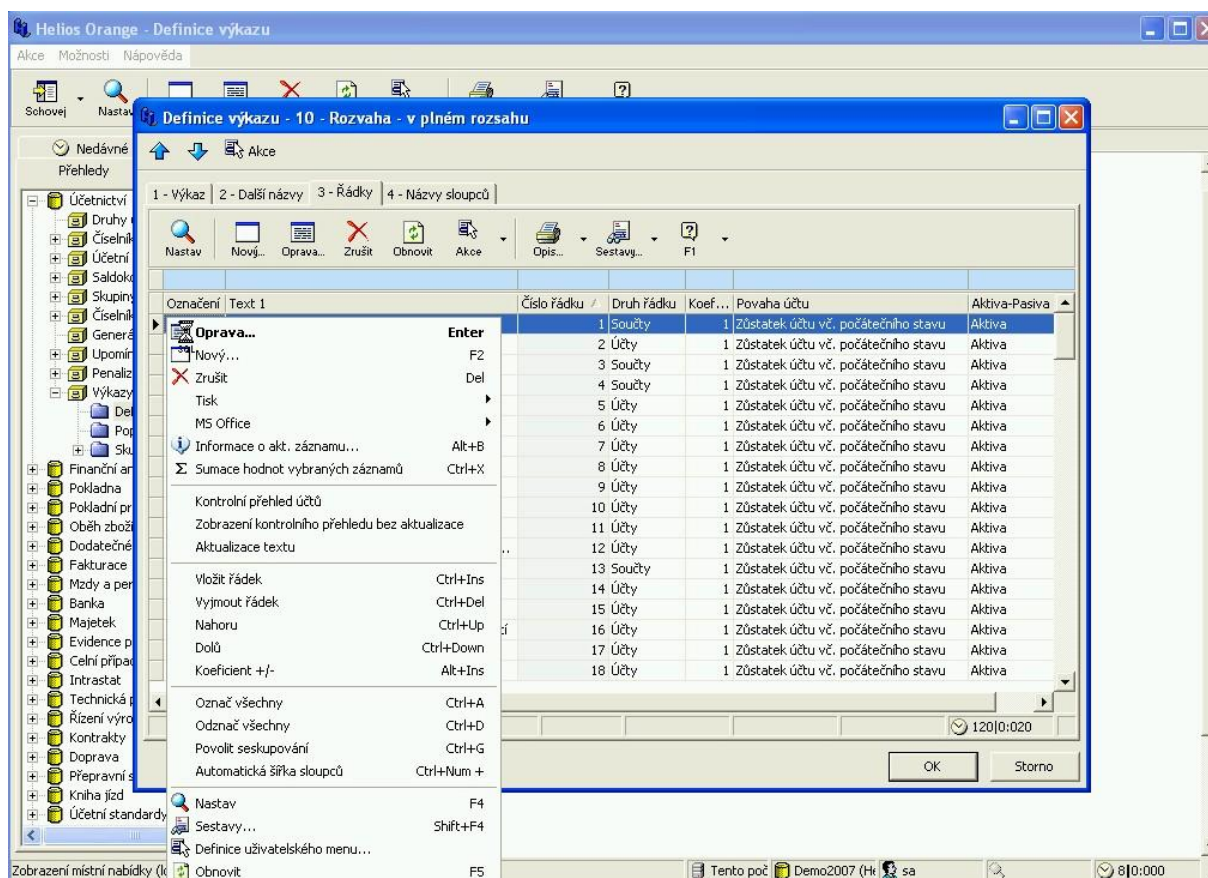 Helios Orange - Definice výkazu
Akce Možnosti Nápověda
Schovej Nastav
Nedávné
Přehledy
Účetnictví
Druhy
Číselník
Účetní
Saldoko
Skupiny
Číselník
Generá
Upomín
Penaliz
Výkazy
Def
Pop
Sku
Finanční an
Pokladna
Pokladní pr
Oběh zboží
Dodatečné
Fakturace
Mzdy a per
Banka
Majetek
Evidence p
Celní případ
Intrastat
Technická p
Řízení výro
Kontrakty
Doprava
Přepravní s
Kniha jízd
Účetní standardy
Definice výkazu - 10 - Rozvaha - v plném rozsahu
Akce
1 - Výkaz 2 - Další názvy 3 - Řádky 4 - Názvy sloupců
Nastav Nový... Oprava... Zrušit Obnovit Akce Opis... Sestavy... F1
Označení Text 1 Číslo řádku Druh řádku Koef... Povaha účtu Aktiva-Pasiva
1 Součty 1 Zůstatek účtu vč. počátečního stavu Aktiva
2 Účty 1 Zůstatek účtu vč. počátečního stavu Aktiva
3 Součty 1 Zůstatek účtu vč. počátečního stavu Aktiva
4 Součty 1 Zůstatek účtu vč. počátečního stavu Aktiva
5 Účty 1 Zůstatek účtu vč. počátečního stavu Aktiva
6 Účty 1 Zůstatek účtu vč. počátečního stavu Aktiva
7 Účty 1 Zůstatek účtu vč. počátečního stavu Aktiva
8 Účty 1 Zůstatek účtu vč. počátečního stavu Aktiva
9 Účty 1 Zůstatek účtu vč. počátečního stavu Aktiva
10 Účty 1 Zůstatek účtu vč. počátečního stavu Aktiva
11 Účty 1 Zůstatek účtu vč. počátečního stavu Aktiva
.. 12 Účty 1 Zůstatek účtu vč. počátečního stavu Aktiva
13 Součty 1 Zůstatek účtu vč. počátečního stavu Aktiva
14 Účty 1 Zůstatek účtu vč. počátečního stavu Aktiva
15 Účty 1 Zůstatek účtu vč. počátečního stavu Aktiva
cí 16 Účty 1 Zůstatek účtu vč. počátečního stavu Aktiva
17 Účty 1 Zůstatek účtu vč. počátečního stavu Aktiva
18 Účty 1 Zůstatek účtu vč. počátečního stavu Aktiva
120|0:020
OK Storno
Oprava... Enter
Nový... F2
Zrušit Del
Tisk
MS Office
Informace o akt. záznamu... Alt+B
Sumace hodnot vybraných záznamů Ctrl+X
Kontrolní přehled účtů
Zobrazení kontrolního přehledu bez aktualizace
Aktualizace textu
Vložit řádek Ctrl+Ins
Vyjmout řádek Ctrl+Del
Nahoru Ctrl+Up
Dolů Ctrl+Down
Koeficient +/- Alt+Ins
Označ všechny Ctrl+A
Odznač všechny Ctrl+D
Povolit seskupování Ctrl+G
Automatická šířka sloupců Ctrl+Num +
Nastav F4
Sestavy... Shift+F4
Definice uživatelského menu...
Obnovit F5
Zobrazení místní nabídky (k Tento poč Demo2007 (He sa 8|0:000